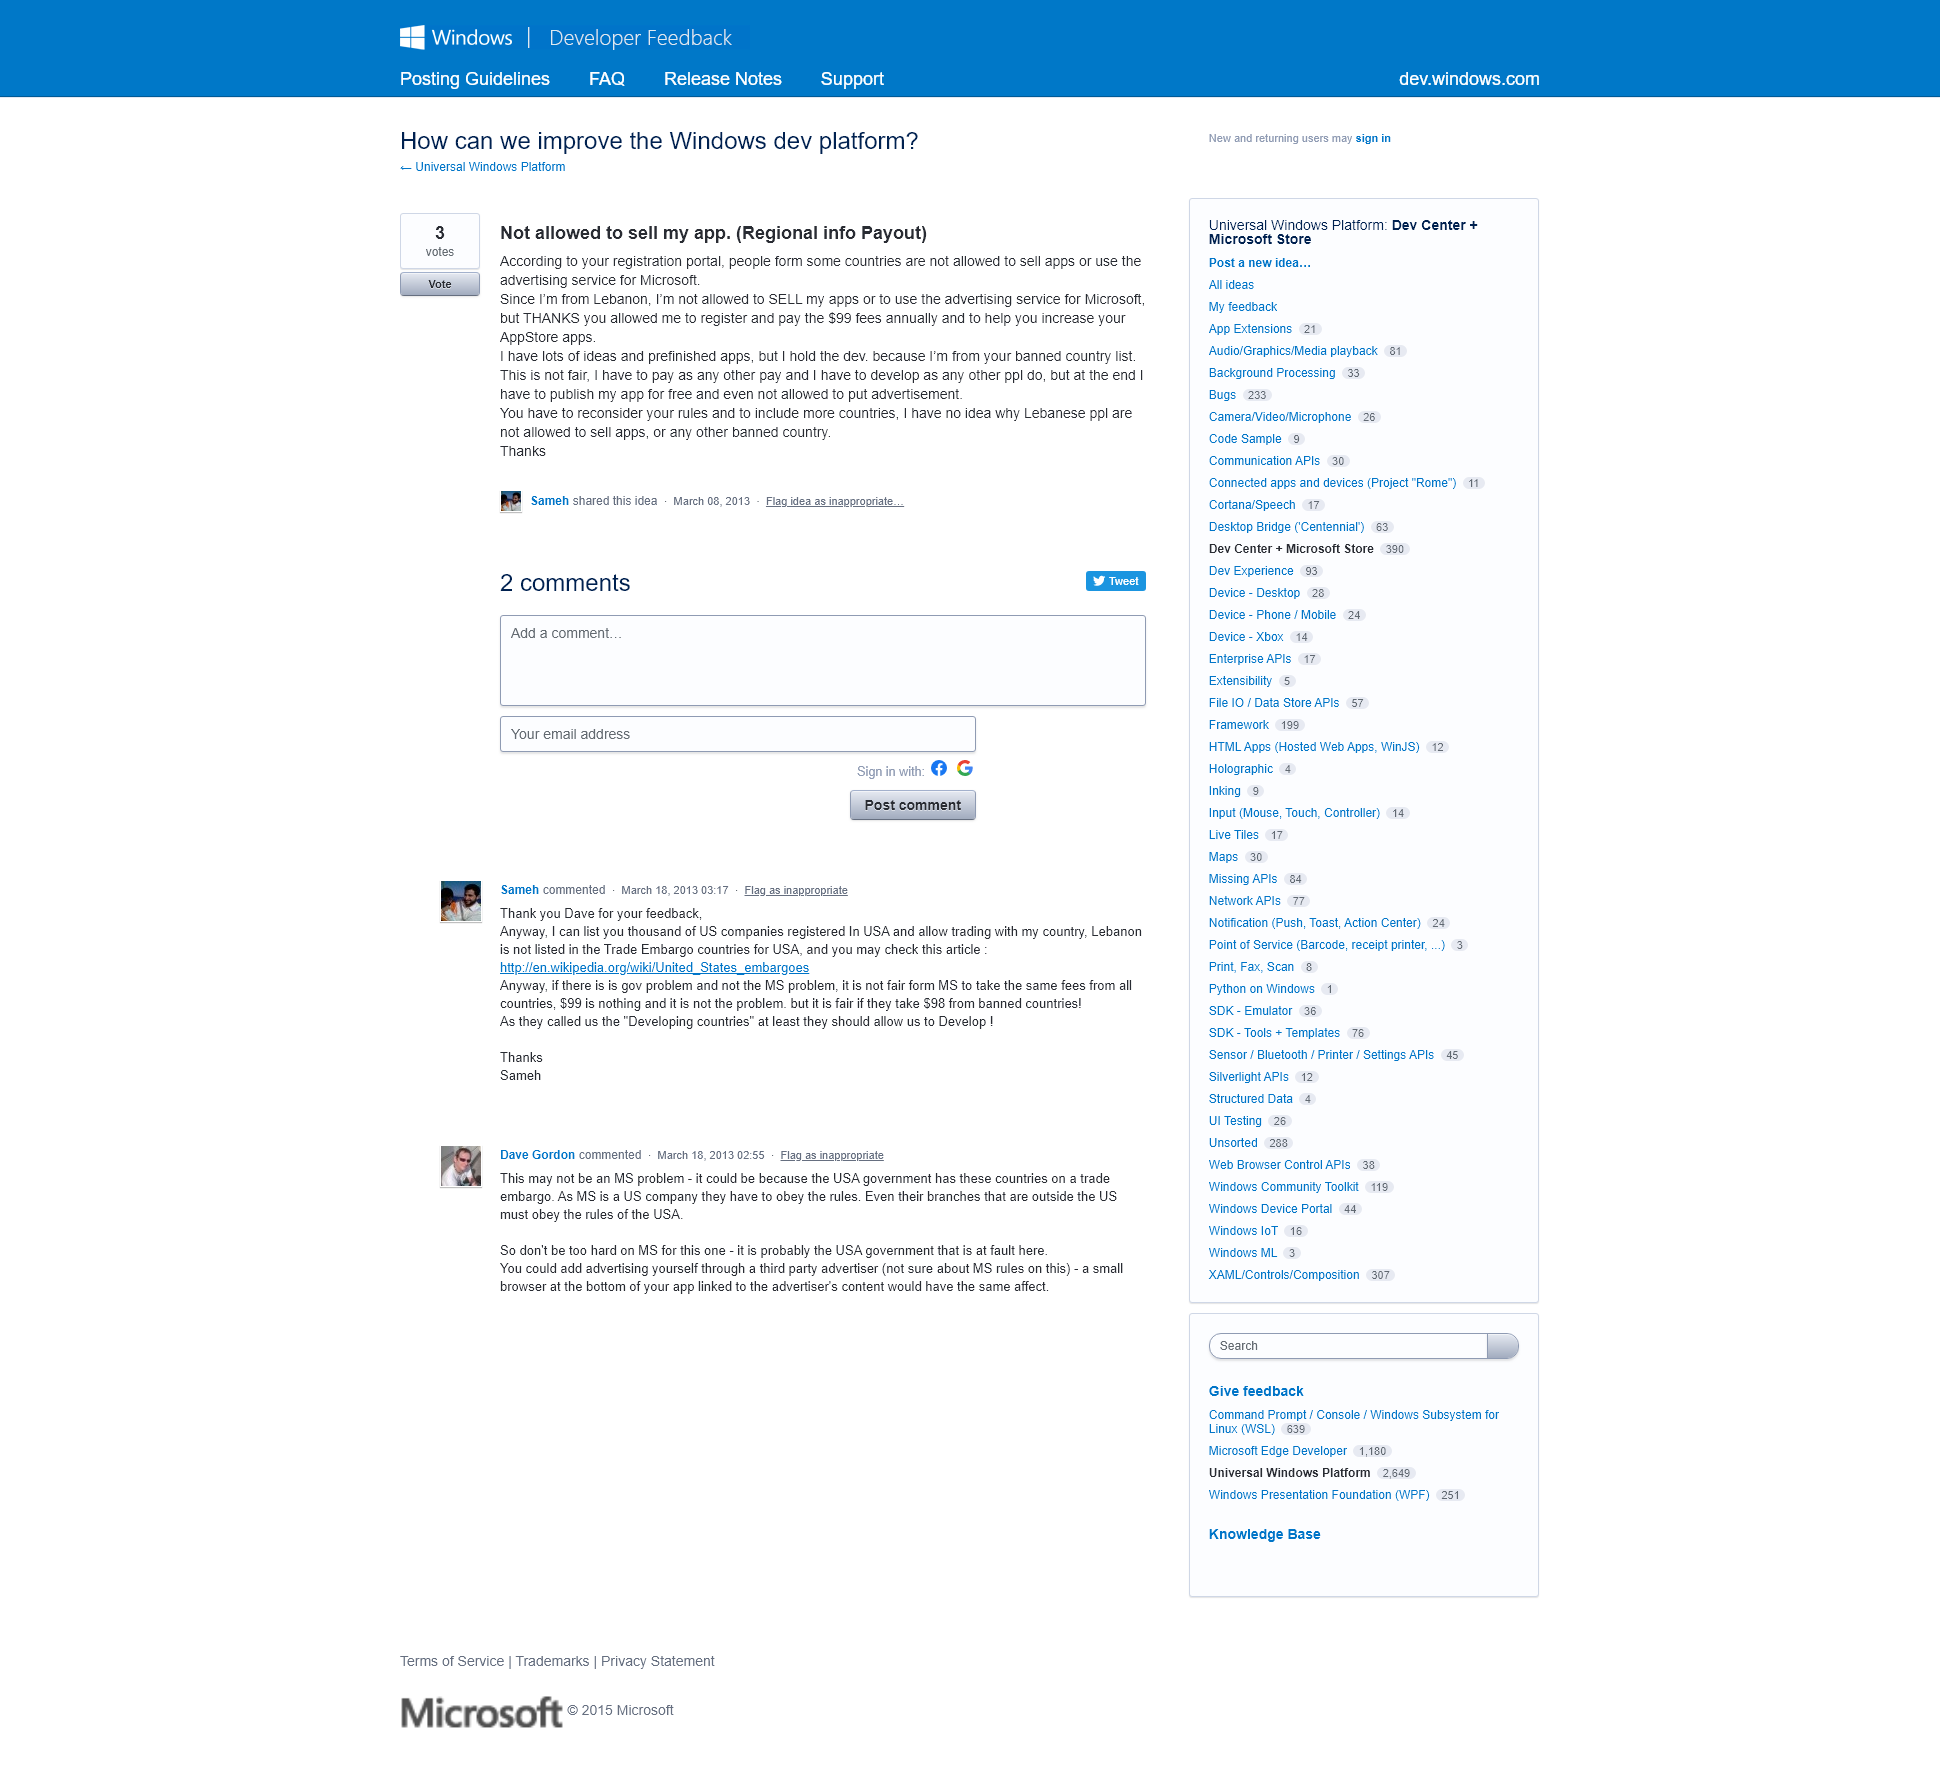 Windows | Developer Feedback
Posting Guidelines FAQ Release Notes Support dev.windows.com
How can we improve the Windows dev platform?
← Universal Windows Platform
New and returning users may sign in
3
votes
Vote
Not allowed to sell my app. (Regional info Payout)
According to your registration portal, people form some countries are not allowed to sell apps or use the
advertising service for Microsoft.
Since I'm from Lebanon, I'm not allowed to SELL my apps or to use the advertising service for Microsoft,
but THANKS you allowed me to register and pay the $99 fees annually and to help you increase your
AppStore apps.
I have lots of ideas and prefinished apps, but I hold the dev. because I'm from your banned country list.
This is not fair, I have to pay as any other pay and I have to develop as any other ppl do, but at the end I
have to publish my app for free and even not allowed to put advertisement.
You have to reconsider your rules and to include more countries, I have no idea why Lebanese ppl are
not allowed to sell apps, or any other banned country.
Thanks
Sameh shared this idea · March 08, 2013 · Flag idea as inappropriate…
2 comments
Tweet
Add a comment…
Your email address
Sign in with:
Post comment
Sameh commented · March 18, 2013 03:17 · Flag as inappropriate
Thank you Dave for your feedback,
Anyway, I can list you thousand of US companies registered In USA and allow trading with my country, Lebanon
is not listed in the Trade Embargo countries for USA, and you may check this article :
http://en.wikipedia.org/wiki/United_States_embargoes
Anyway, if there is is gov problem and not the MS problem, it is not fair form MS to take the same fees from all
countries, $99 is nothing and it is not the problem. but it is fair if they take $98 from banned countries!
As they called us the "Developing countries" at least they should allow us to Develop !
Thanks
Sameh
Dave Gordon commented · March 18, 2013 02:55 · Flag as inappropriate
This may not be an MS problem - it could be because the USA government has these countries on a trade
embargo. As MS is a US company they have to obey the rules. Even their branches that are outside the US
must obey the rules of the USA.
So don't be too hard on MS for this one - it is probably the USA government that is at fault here.
You could add advertising yourself through a third party advertiser (not sure about MS rules on this) - a small
browser at the bottom of your app linked to the advertiser's content would have the same affect.
Universal Windows Platform: Dev Center +
Microsoft Store
Post a new idea…
All ideas
My feedback
App Extensions 21
Audio/Graphics/Media playback 81
Background Processing 33
Bugs 233
Camera/Video/Microphone 26
Code Sample 9
Communication APIs 30
Connected apps and devices (Project "Rome") 11
Cortana/Speech 17
Desktop Bridge ('Centennial') 63
Dev Center + Microsoft Store 390
Dev Experience 93
Device - Desktop 28
Device - Phone / Mobile 24
Device - Xbox 14
Enterprise APIs 17
Extensibility 5
File IO / Data Store APIs 57
Framework 199
HTML Apps (Hosted Web Apps, WinJS) 12
Holographic 4
Inking 9
Input (Mouse, Touch, Controller) 14
Live Tiles 17
Maps 30
Missing APIs 84
Network APIs 77
Notification (Push, Toast, Action Center) 24
Point of Service (Barcode, receipt printer, ...) 3
Print, Fax, Scan 8
Python on Windows 1
SDK - Emulator 36
SDK - Tools + Templates 76
Sensor / Bluetooth / Printer / Settings APIs 45
Silverlight APIs 12
Structured Data 4
UI Testing 26
Unsorted 288
Web Browser Control APIs 38
Windows Community Toolkit 119
Windows Device Portal 44
Windows IoT 16
Windows ML 3
XAML/Controls/Composition 307
Search
Give feedback
Command Prompt / Console / Windows Subsystem for
Linux (WSL) 639
Microsoft Edge Developer 1,180
Universal Windows Platform 2,649
Windows Presentation Foundation (WPF) 251
Knowledge Base
Terms of Service | Trademarks | Privacy Statement
Microsoft © 2015 Microsoft